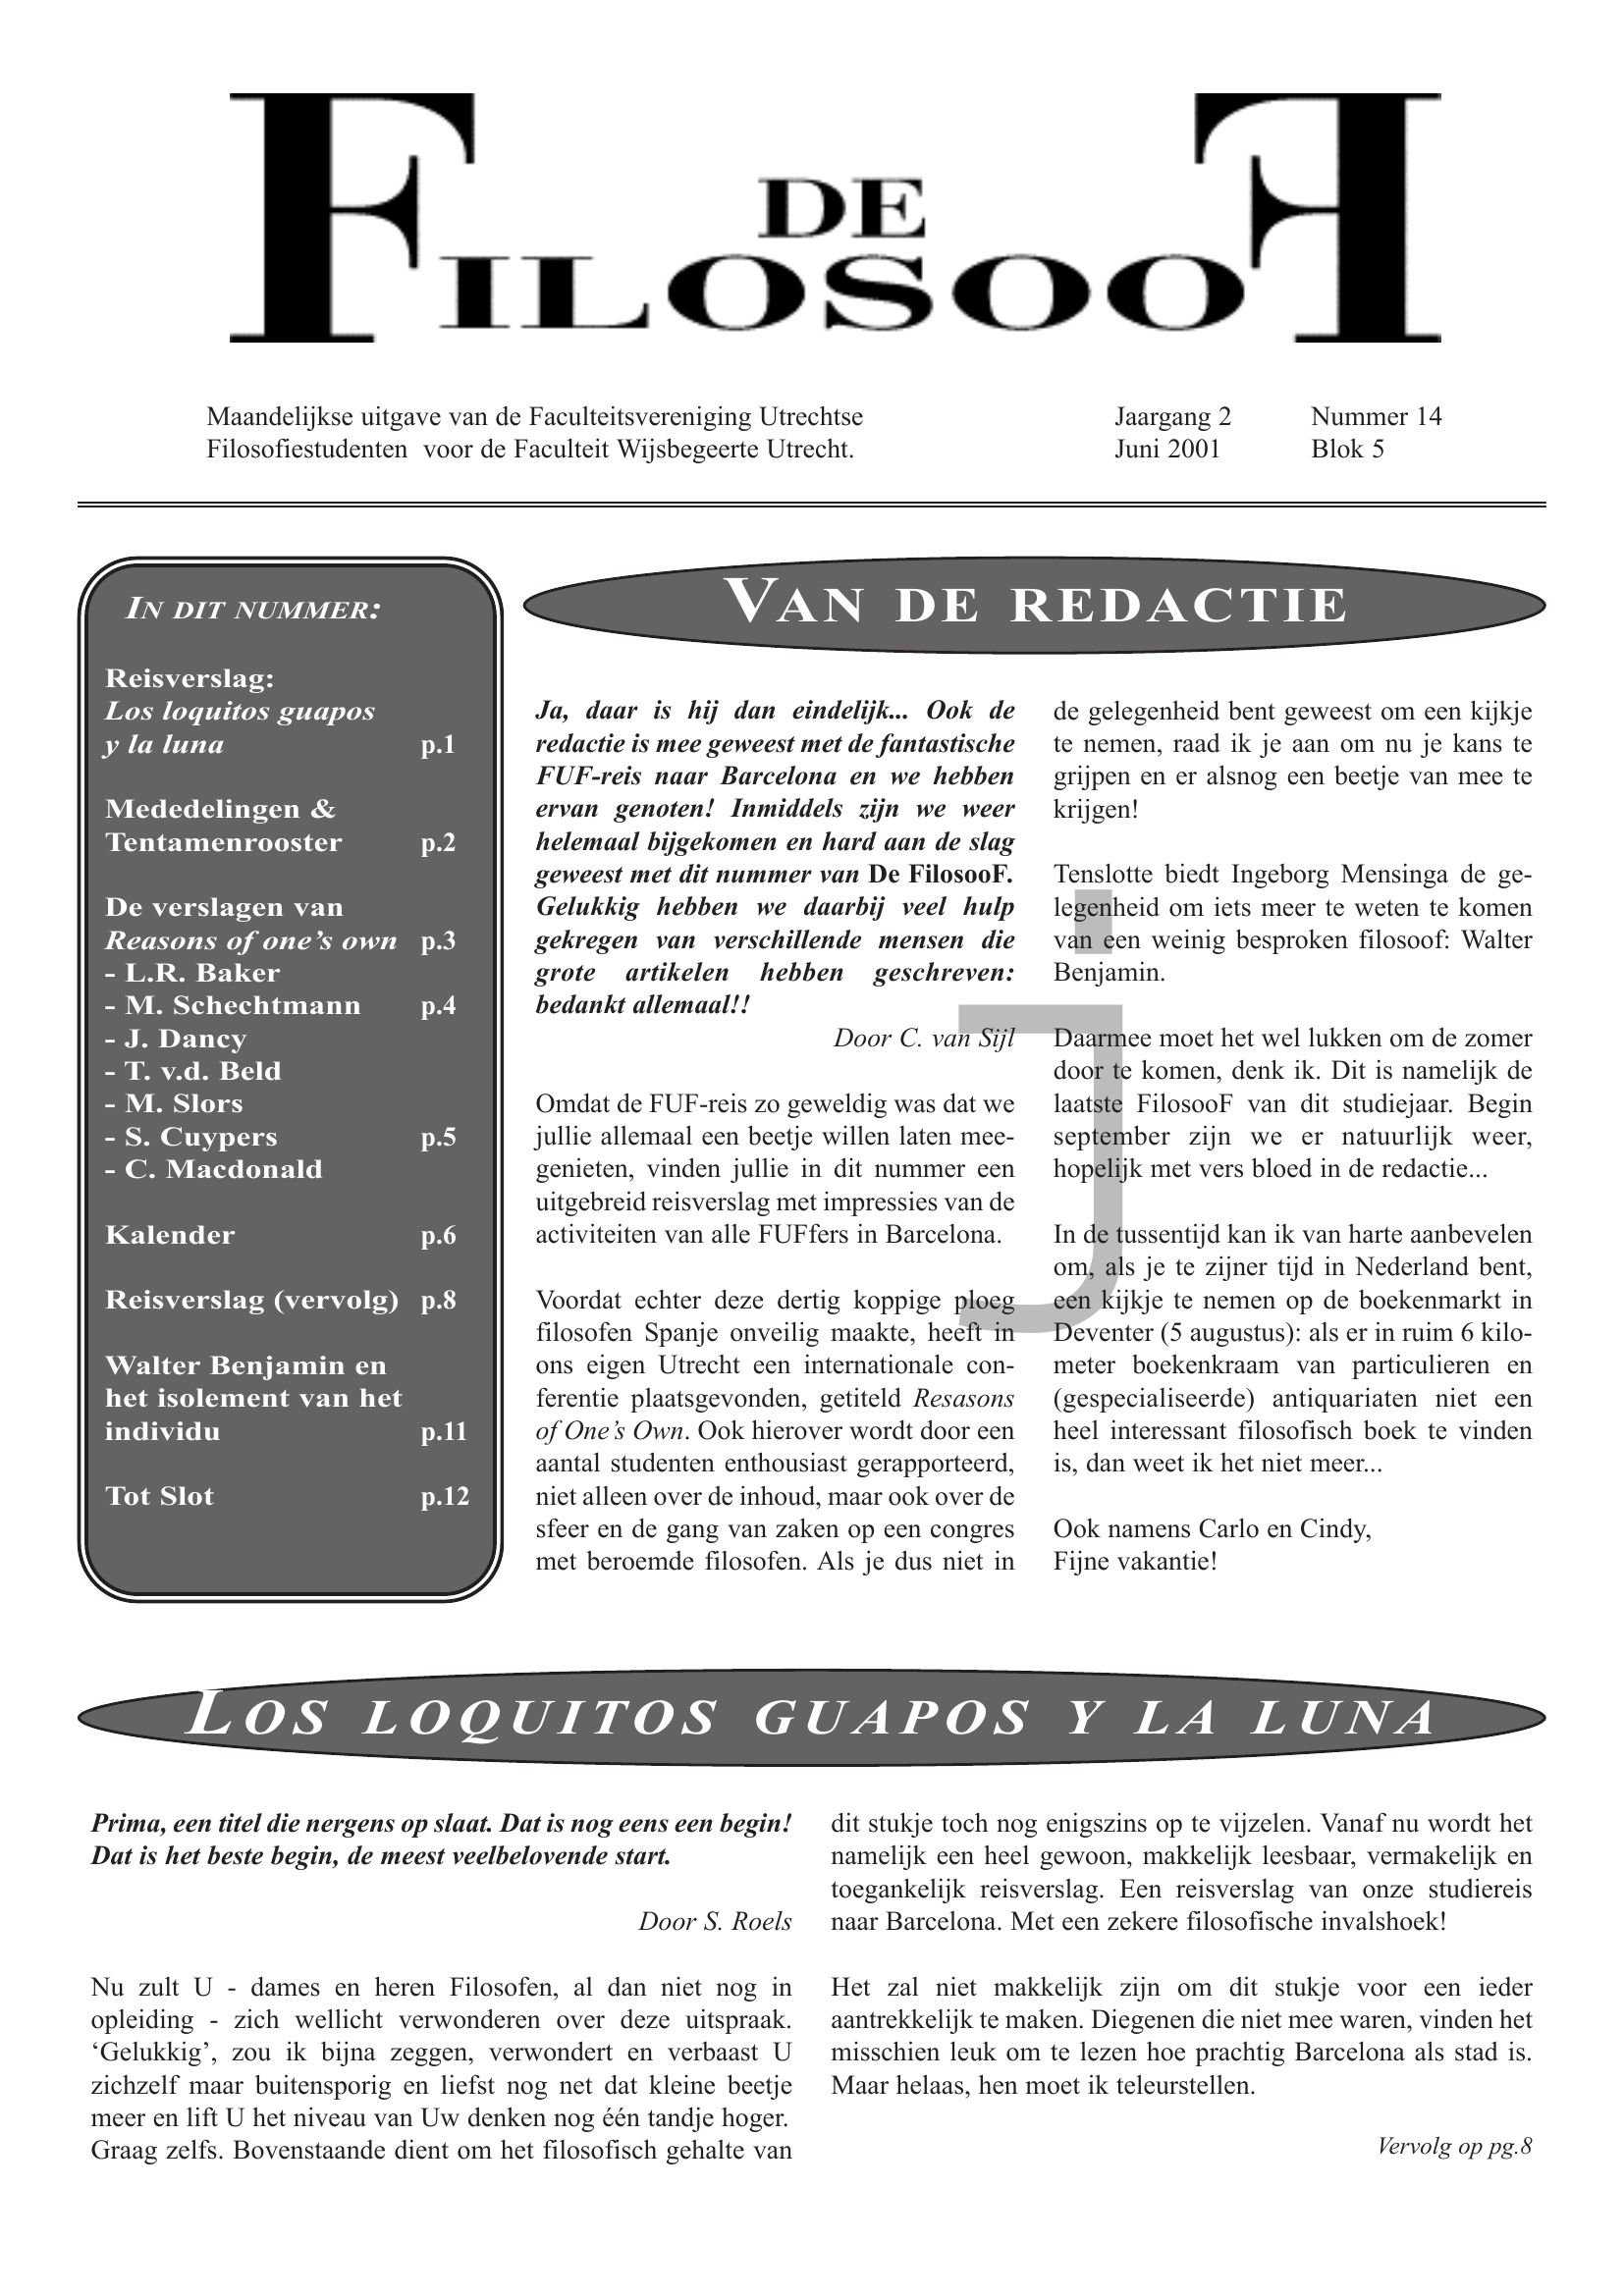 DE
FILOSOOF
Maandelijkse uitgave van de Faculteitsvereniging Utrechtse
Filosofiestudenten voor de Faculteit Wijsbegeerte Utrecht.
Jaargang 2 Nummer 14
Juni 2001 Blok 5
IN DIT NUMMER:
Reisverslag:
Los loquitos guapos
y la luna p.1
Mededelingen &
Tentamenrooster p.2
De verslagen van
Reasons of one’s own p.3
- L.R. Baker
- M. Schechtmann p.4
- J. Dancy
- T. v.d. Beld
- M. Slors
- S. Cuypers p.5
- C. Macdonald
Kalender p.6
Reisverslag (vervolg) p.8
Walter Benjamin en
het isolement van het
individu p.11
Tot Slot p.12
VAN DE REDACTIE
Ja, daar is hij dan eindelijk... Ook de
redactie is mee geweest met de fantastische
FUF-reis naar Barcelona en we hebben
ervan genoten! Inmiddels zijn we weer
helemaal bijgekomen en hard aan de slag
geweest met dit nummer van De FilosooF.
Gelukkig hebben we daarbij veel hulp
gekregen van verschillende mensen die
grote artikelen hebben geschreven:
bedankt allemaal!!
Door C. van Sijl
Omdat de FUF-reis zo geweldig was dat we
jullie allemaal een beetje willen laten mee-
genieten, vinden jullie in dit nummer een
uitgebreid reisverslag met impressies van de
activiteiten van alle FUFfers in Barcelona.
Voordat echter deze dertig koppige ploeg
filosofen Spanje onveilig maakte, heeft in
ons eigen Utrecht een internationale con-
ferentie plaatsgevonden, getiteld Resasons
of One’s Own. Ook hierover wordt door een
aantal studenten enthousiast gerapporteerd,
niet alleen over de inhoud, maar ook over de
sfeer en de gang van zaken op een congres
met beroemde filosofen. Als je dus niet in
de gelegenheid bent geweest om een kijkje
te nemen, raad ik je aan om nu je kans te
grijpen en er alsnog een beetje van mee te
krijgen!
Tenslotte biedt Ingeborg Mensinga de ge-
legenheid om iets meer te weten te komen
van een weinig besproken filosoof: Walter
Benjamin.
Daarmee moet het wel lukken om de zomer
door te komen, denk ik. Dit is namelijk de
laatste FilosooF van dit studiejaar. Begin
september zijn we er natuurlijk weer,
hopelijk met vers bloed in de redactie...
In de tussentijd kan ik van harte aanbevelen
om, als je te zijner tijd in Nederland bent,
een kijkje te nemen op de boekenmarkt in
Deventer (5 augustus): als er in ruim 6 kilo-
meter boekenkraam van particulieren en
(gespecialiseerde) antiquariaten niet een
heel interessant filosofisch boek te vinden
is, dan weet ik het niet meer...
Ook namens Carlo en Cindy,
Fijne vakantie!
j
LOS LOQUITOS GUAPOS Y LA LUNA
Prima, een titel die nergens op slaat. Dat is nog eens een begin!
Dat is het beste begin, de meest veelbelovende start.
Door S. Roels
Nu zult U - dames en heren Filosofen, al dan niet nog in
opleiding - zich wellicht verwonderen over deze uitspraak.
‘Gelukkig’, zou ik bijna zeggen, verwondert en verbaast U
zichzelf maar buitensporig en liefst nog net dat kleine beetje
meer en lift U het niveau van Uw denken nog één tandje hoger.
Graag zelfs. Bovenstaande dient om het filosofisch gehalte van
dit stukje toch nog enigszins op te vijzelen. Vanaf nu wordt het
namelijk een heel gewoon, makkelijk leesbaar, vermakelijk en
toegankelijk reisverslag. Een reisverslag van onze studiereis
naar Barcelona. Met een zekere filosofische invalshoek!
Het zal niet makkelijk zijn om dit stukje voor een ieder
aantrekkelijk te maken. Diegenen die niet mee waren, vinden het
misschien leuk om te lezen hoe prachtig Barcelona als stad is.
Maar helaas, hen moet ik teleurstellen.
Vervolg op pg.8